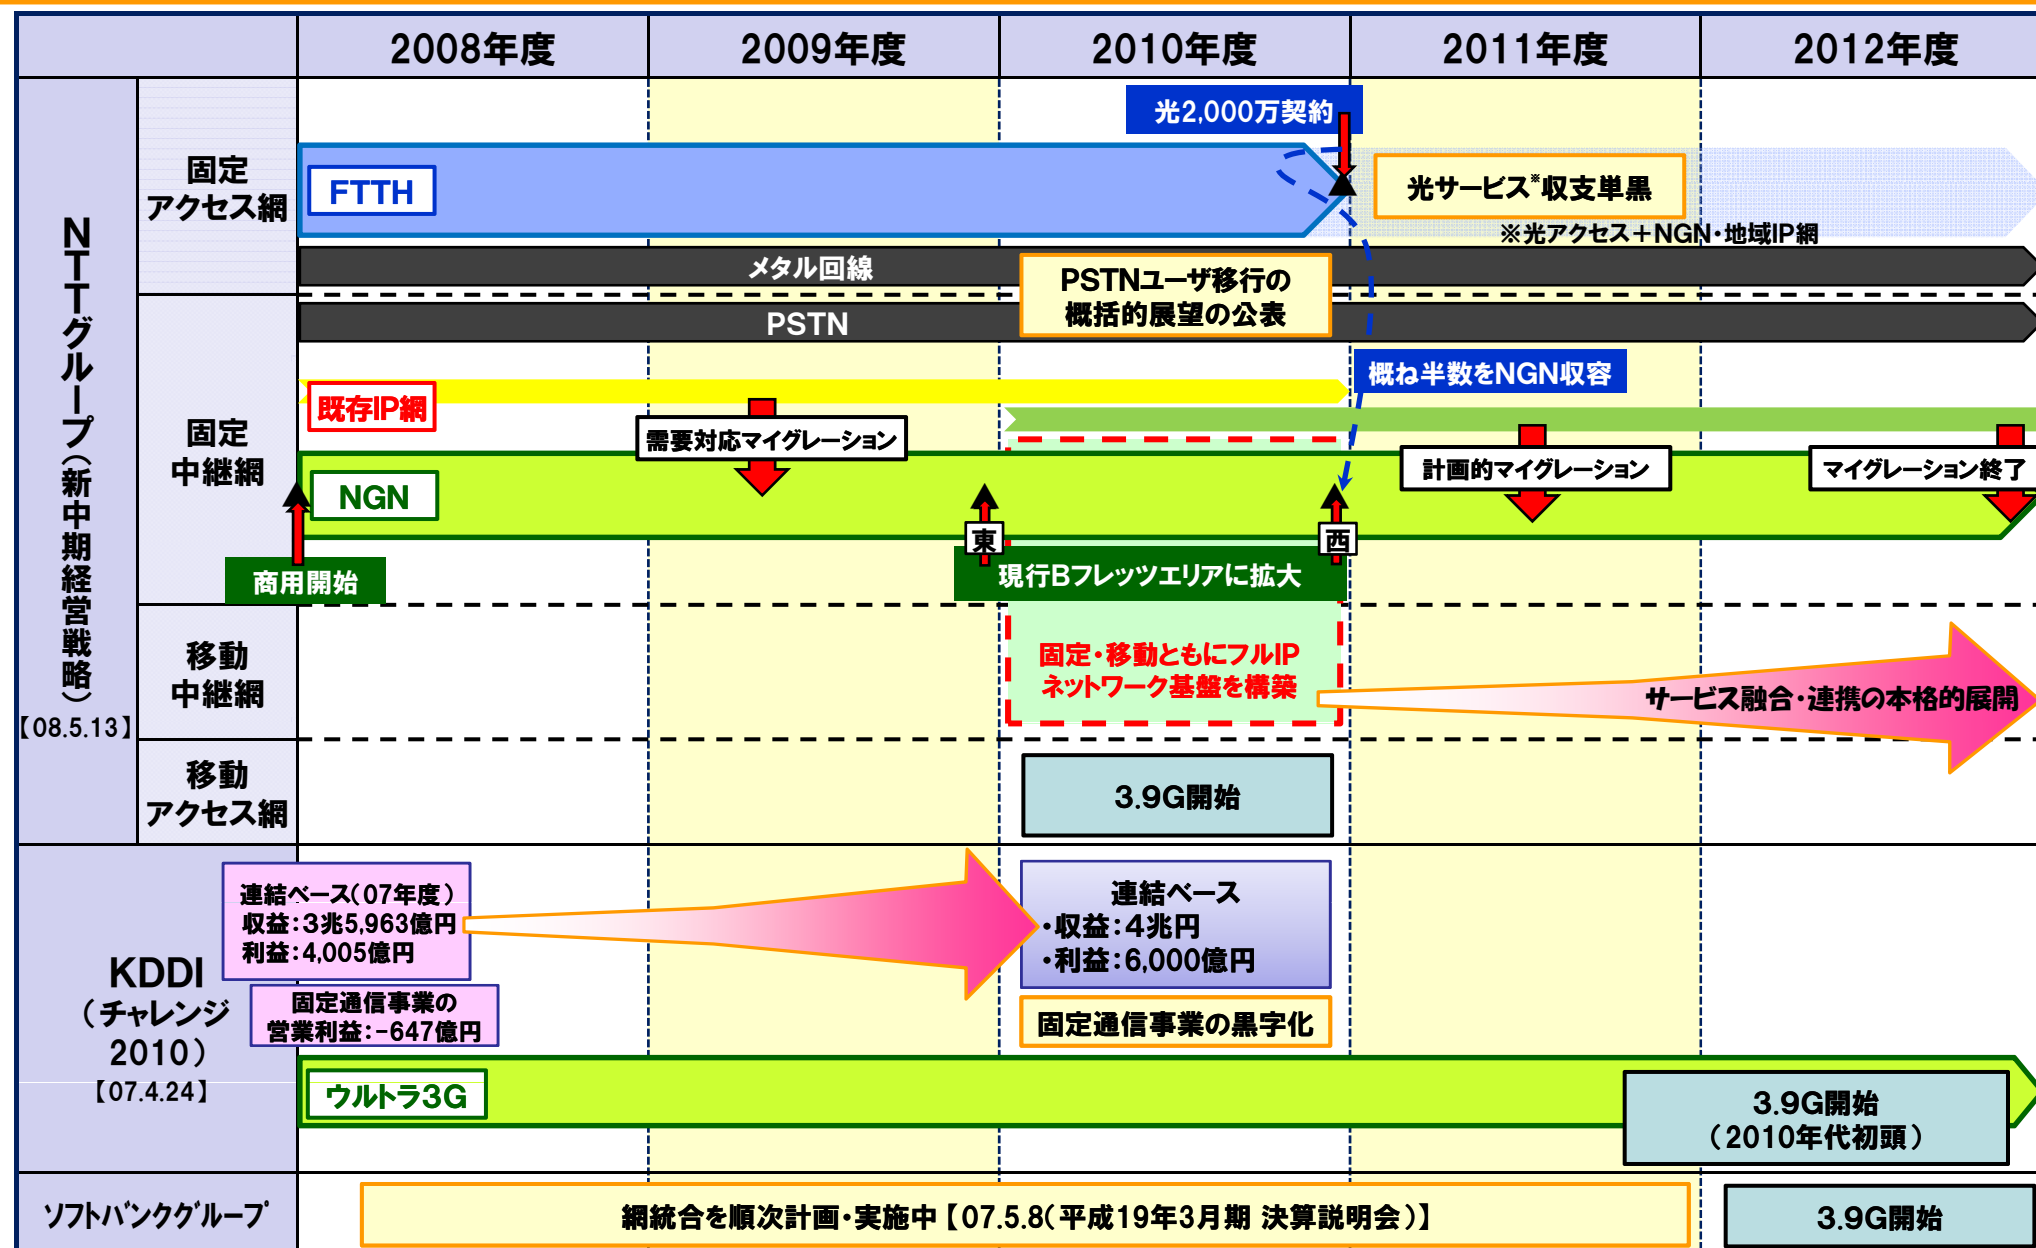 2008年度
2009年度
2010年度
2011年度
2012年度
NTTグループ（新中期経営戦略）
【08.5.13】
固定
アクセス網
光2,000万契約
FTTH
光サービス※収支単黒
※光アクセス＋NGN・地域IP網
メタル回線
PSTNユーザ移行の
概括的展望の公表
固定
中継網
PSTN
概ね半数をNGN収容
既存IP網
需要対応マイグレーション
計画的マイグレーション
マイグレーション終了
NGN
東
西
商用開始
現行Bフレッツエリアに拡大
移動
中継網
固定・移動ともにフルIP
ネットワーク基盤を構築
サービス融合・連携の本格的展開
移動
アクセス網
3.9G開始
KDDI
（チャレンジ
2010）
【07.4.24】
連結ベース（07年度）
収益：3兆5,963億円
利益：4,005億円
連結ベース
・収益：4兆円
・利益：6,000億円
固定通信事業の
営業利益：-647億円
固定通信事業の黒字化
ウルトラ3G
3.9G開始
（2010年代初頭）
ソフトバンクグループ
網統合を順次計画・実施中【07.5.8（平成19年3月期 決算説明会）】
3.9G開始